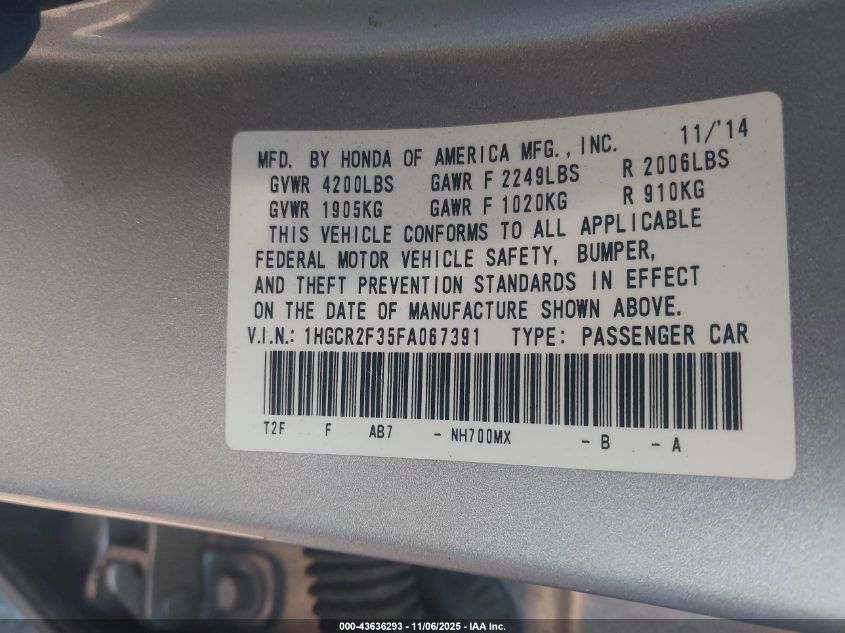 MFD. BY HONDA OF AMERICA MFG., INC. 11/'14
GVWR 4200LBS GAWR F 2249LBS R 2006LBS
GVWR 1905KG GAWR F 1020KG R 910KG
THIS VEHICLE CONFORMS TO ALL APPLICABLE
FEDERAL MOTOR VEHICLE SAFETY, BUMPER,
AND THEFT PREVENTION STANDARDS IN EFFECT
ON THE DATE OF MANUFACTURE SHOWN ABOVE.
V.I.N.: 1HGCR2F35FA067391 TYPE: PASSENGER CAR
T2F F AB7 - NH700MX - B - A
000-43636293 - 11/06/2025 - IAA Inc.